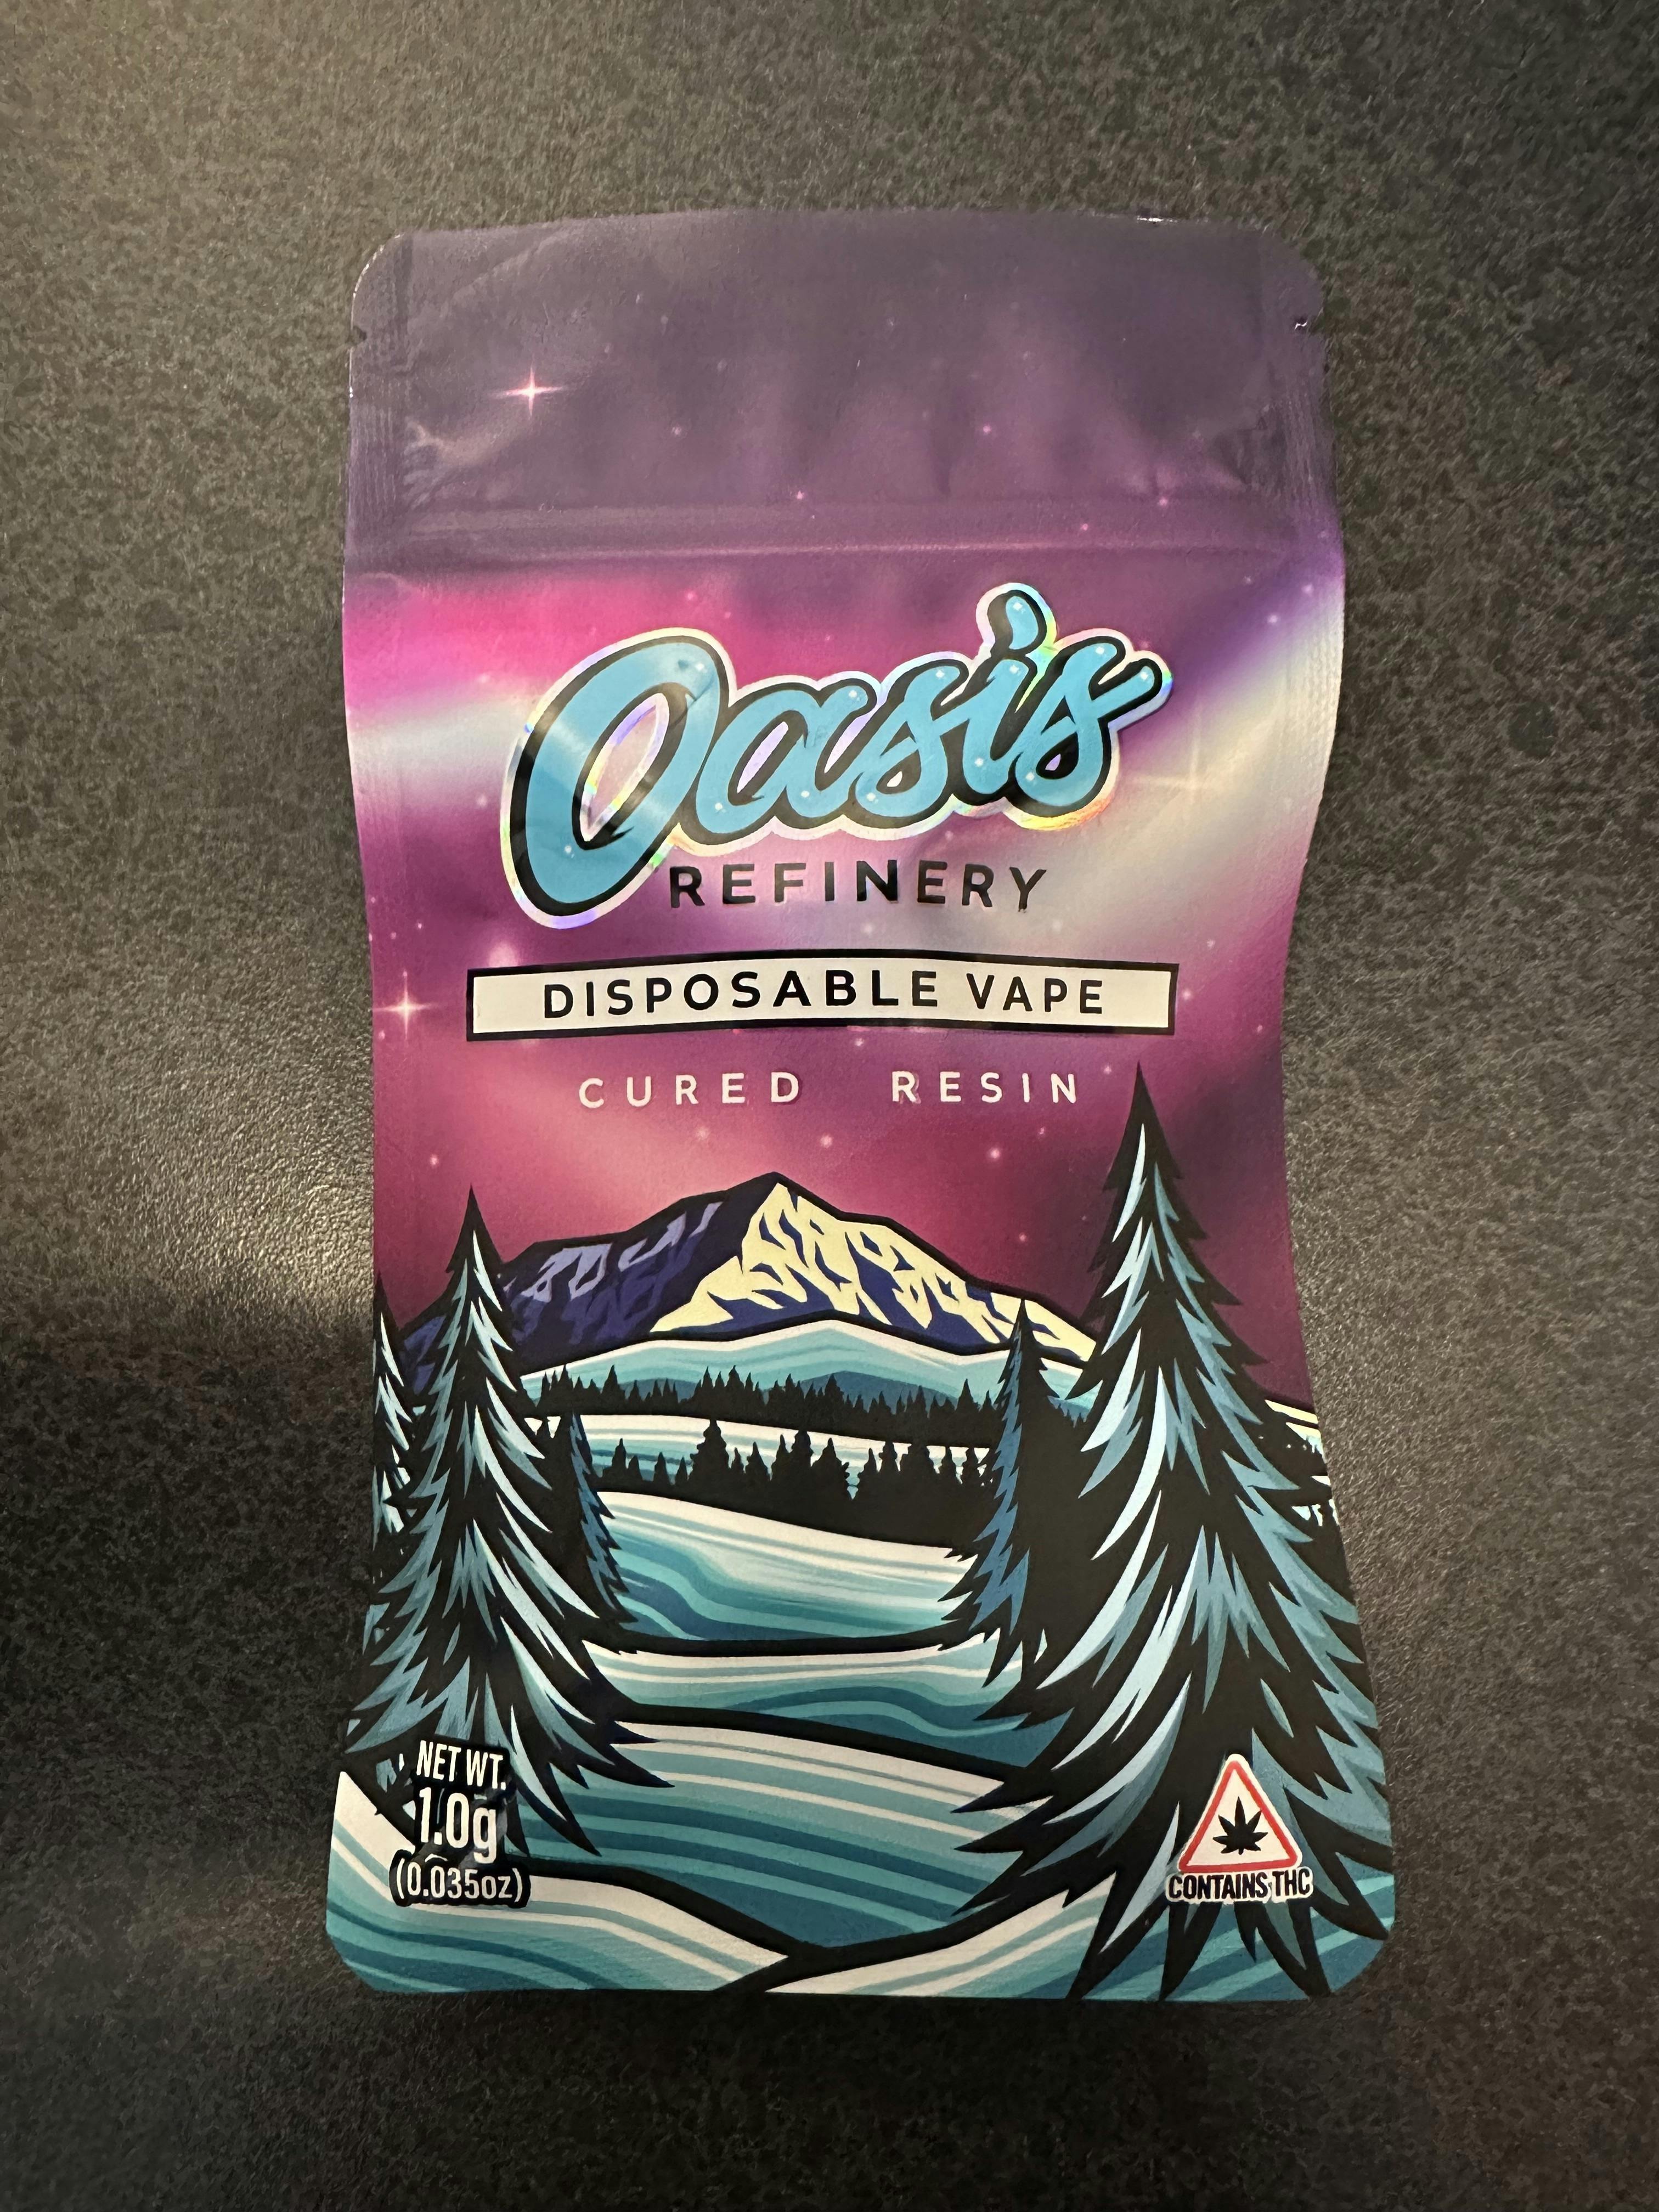 Oasis
REFINERY
DISPOSABLE VAPE
CURED RESIN
NET WT.
1.0g
(0.035oz)
CONTAINS THC